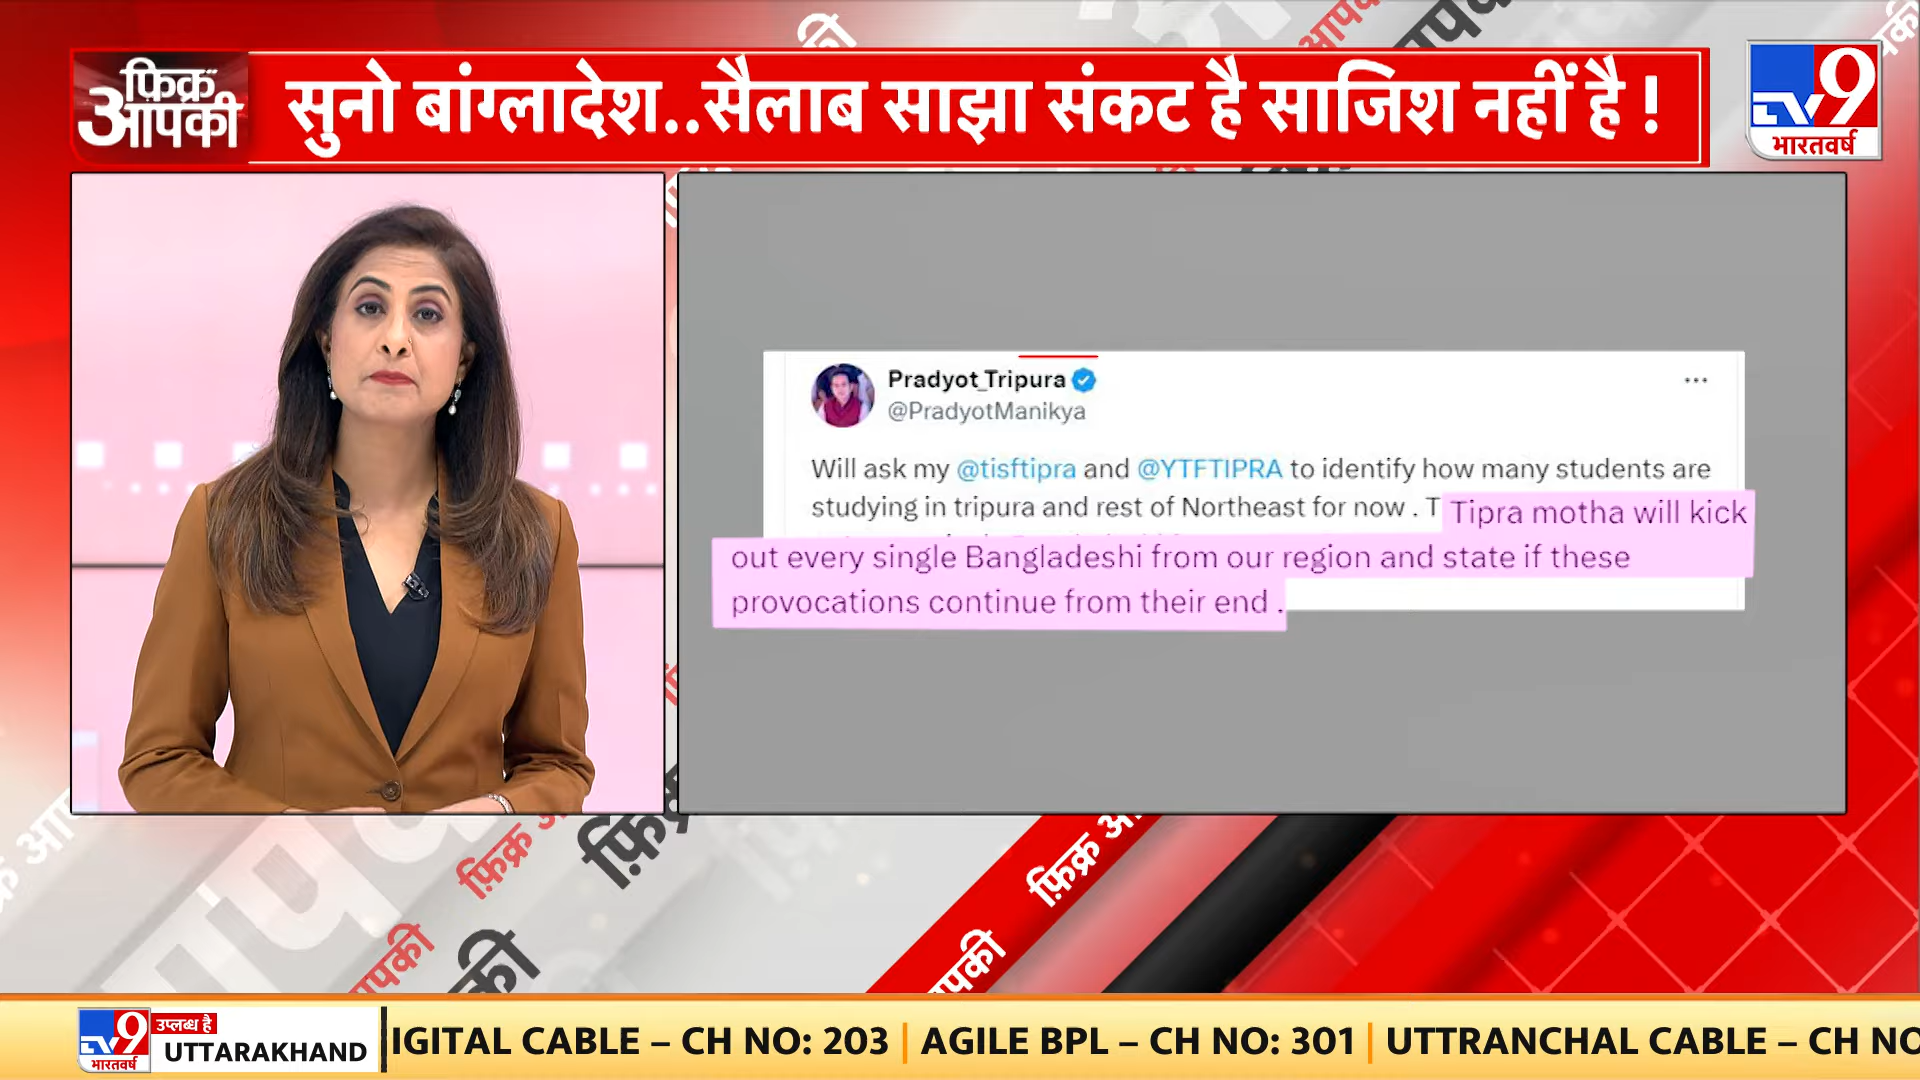 फिक्र आपकी
सुनो बांग्लादेश..सैलाब साझा संकट है साजिश नहीं है !
TV9
भारतवर्ष
Pradyot_Tripura
@PradyotManikya
Will ask my @tisftipra and @YTFTIPRA to identify how many students are
studying in tripura and rest of Northeast for now . T
Tipra motha will kick
out every single Bangladeshi from our region and state if these
provocations continue from their end .
फ़िक्र आपकी
TV9
भारतवर्ष
उपलब्ध है
UTTARAKHAND
IGITAL CABLE – CH NO: 203 | AGILE BPL – CH NO: 301 | UTTRANCHAL CABLE – CH NO